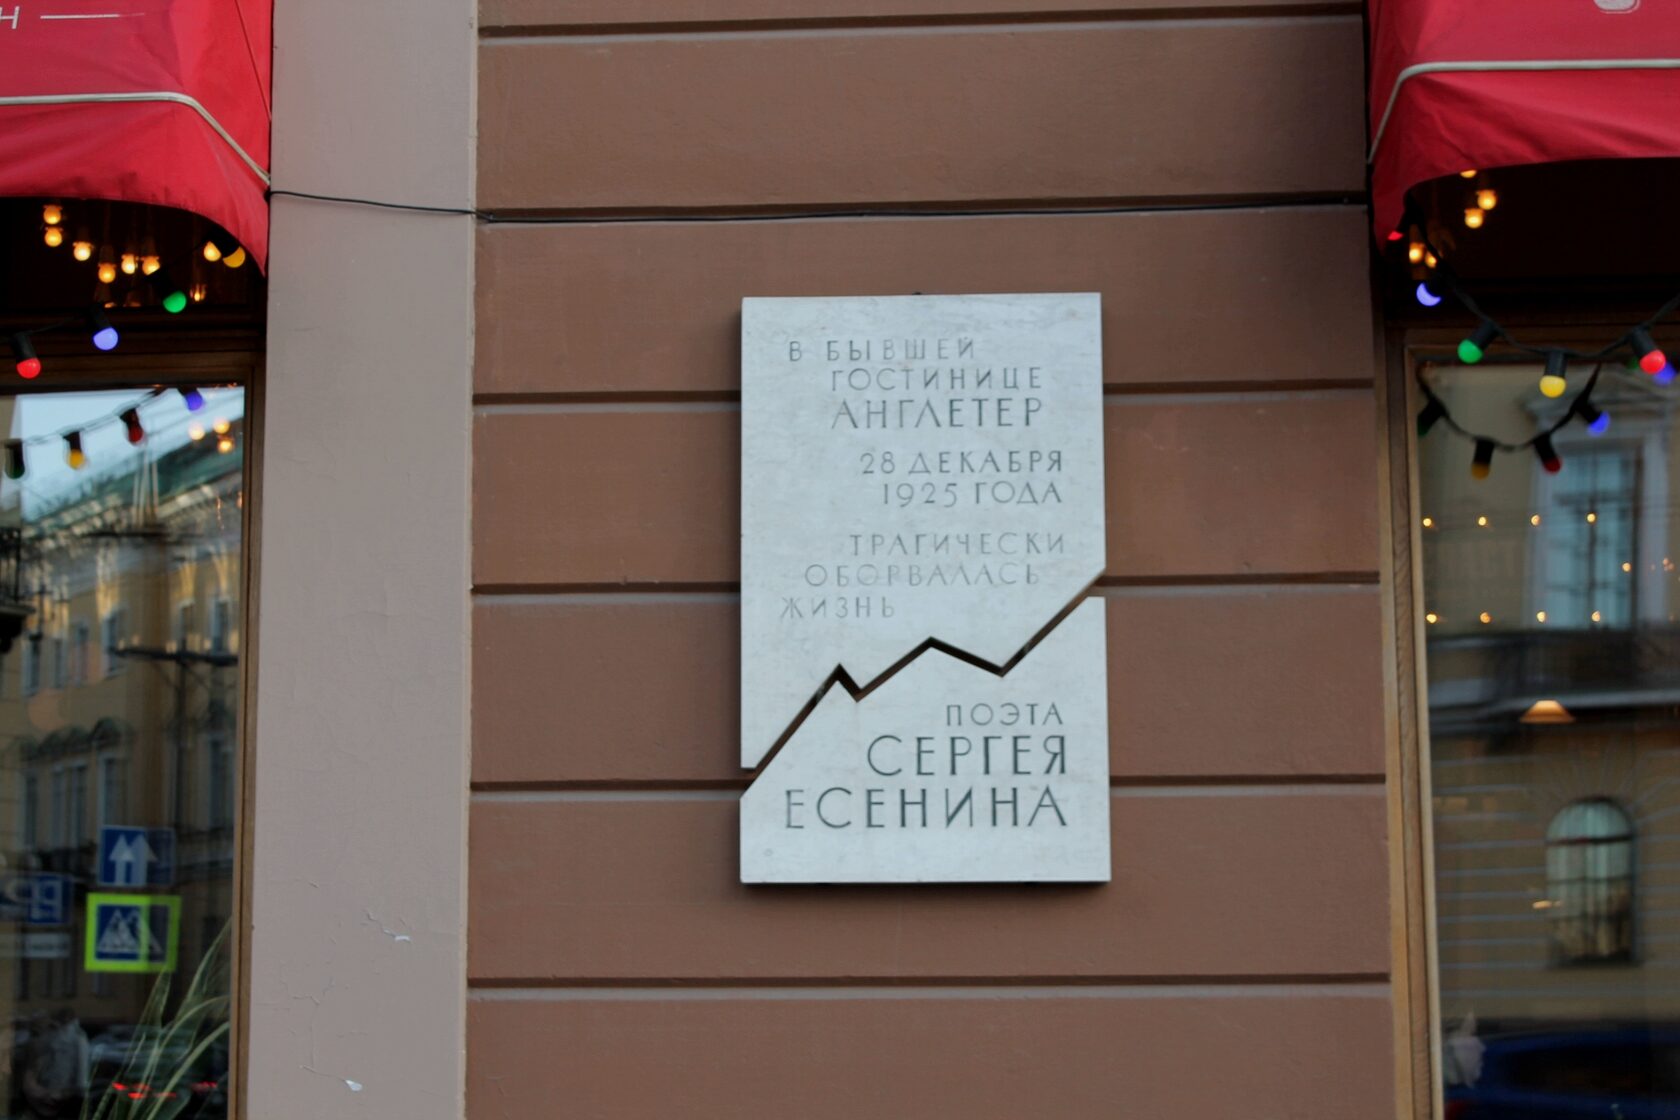 В БЫВШЕЙ
ГОСТИНИЦЕ
АНГЛЕТЕР
28 ДЕКАБРЯ
1925 ГОДА
ТРАГИЧЕСКИ
ОБОРВАЛАСЬ
ЖИЗНЬ
ПОЭТА
СЕРГЕЯ
ЕСЕНИНА